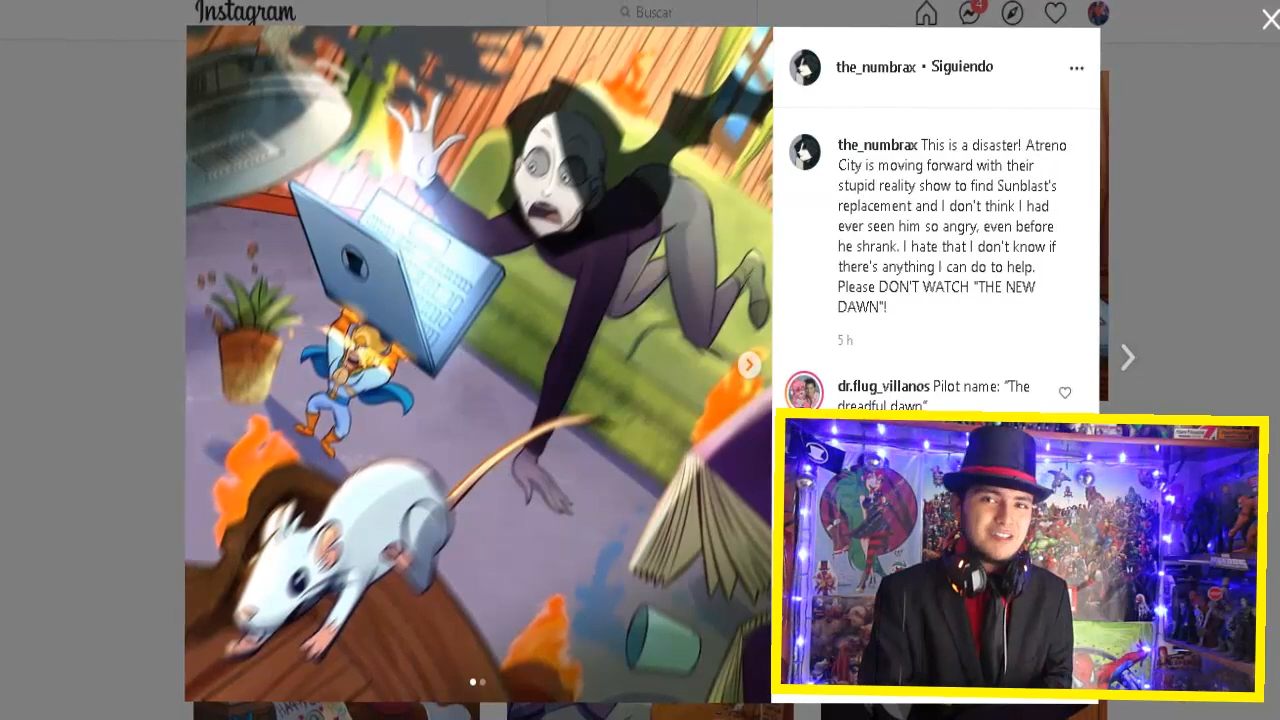 Instagram
Buscar
4
the_numbrax • Siguiendo
the_numbrax This is a disaster! Atreno
City is moving forward with their
stupid reality show to find Sunblast's
replacement and I don't think I had
ever seen him so angry, even before
he shrank. I hate that I don't know if
there's anything I can do to help.
Please DON'T WATCH "THE NEW
DAWN"!
5 h
dr.flug_villanos Pilot name: “The
dreadful dawn”